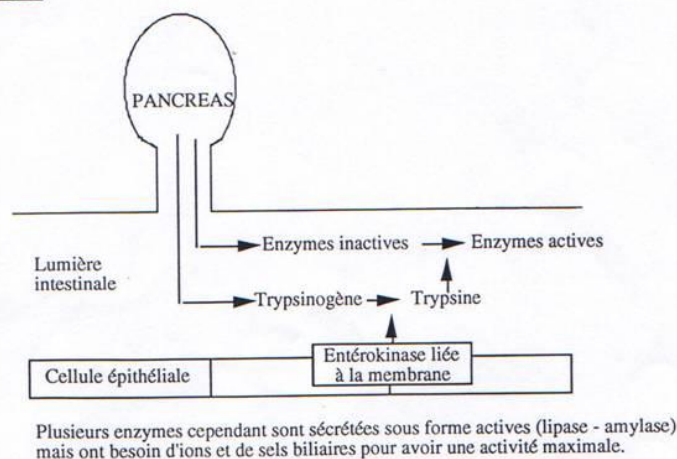 PANCREAS
Enzymes inactives
Enzymes actives
Lumière
intestinale
Trypsinogène
Trypsine
Entérokinase liée
à la membrane
Cellule épithéliale
Plusieurs enzymes cependant sont sécrétées sous forme actives (lipase - amylase)
mais ont besoin d'ions et de sels biliaires pour avoir une activité maximale.